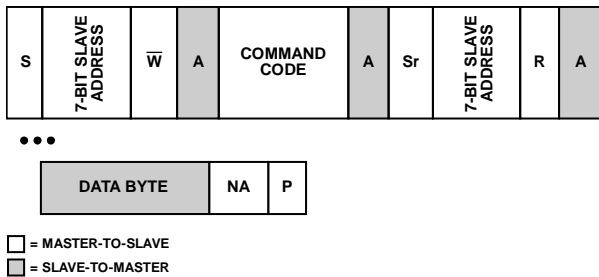 S
7-BIT SLAVE
ADDRESS
W̅
A
COMMAND
CODE
A
Sr
7-BIT SLAVE
ADDRESS
R
A
•••
DATA BYTE
NA
P
= MASTER-TO-SLAVE
= SLAVE-TO-MASTER